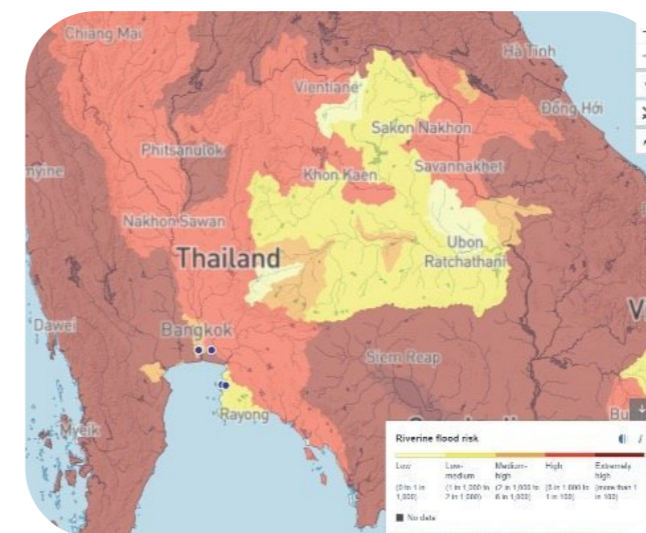 Chiang Mai
Hà Tĩnh
Vientiane
Đồng Hới
Sakon Nakhon
Phitsanulok
Savannakhet
Khon Kaen
Nakhon Sawan
Ubon
Ratchathani
Thailand
Dawei
Bangkok
Siem Reap
Rayong
Myeik
Riverine flood risk
Low
Low-
medium
Medium-
high
High
Extremely
high
(0 to 1 in
1,000)
(1 in 1,000 to
2 in 1,000)
(2 in 1,000 to
6 in 1,000)
(6 in 1,000 to
1 in 100)
(more than 1
in 100)
No data